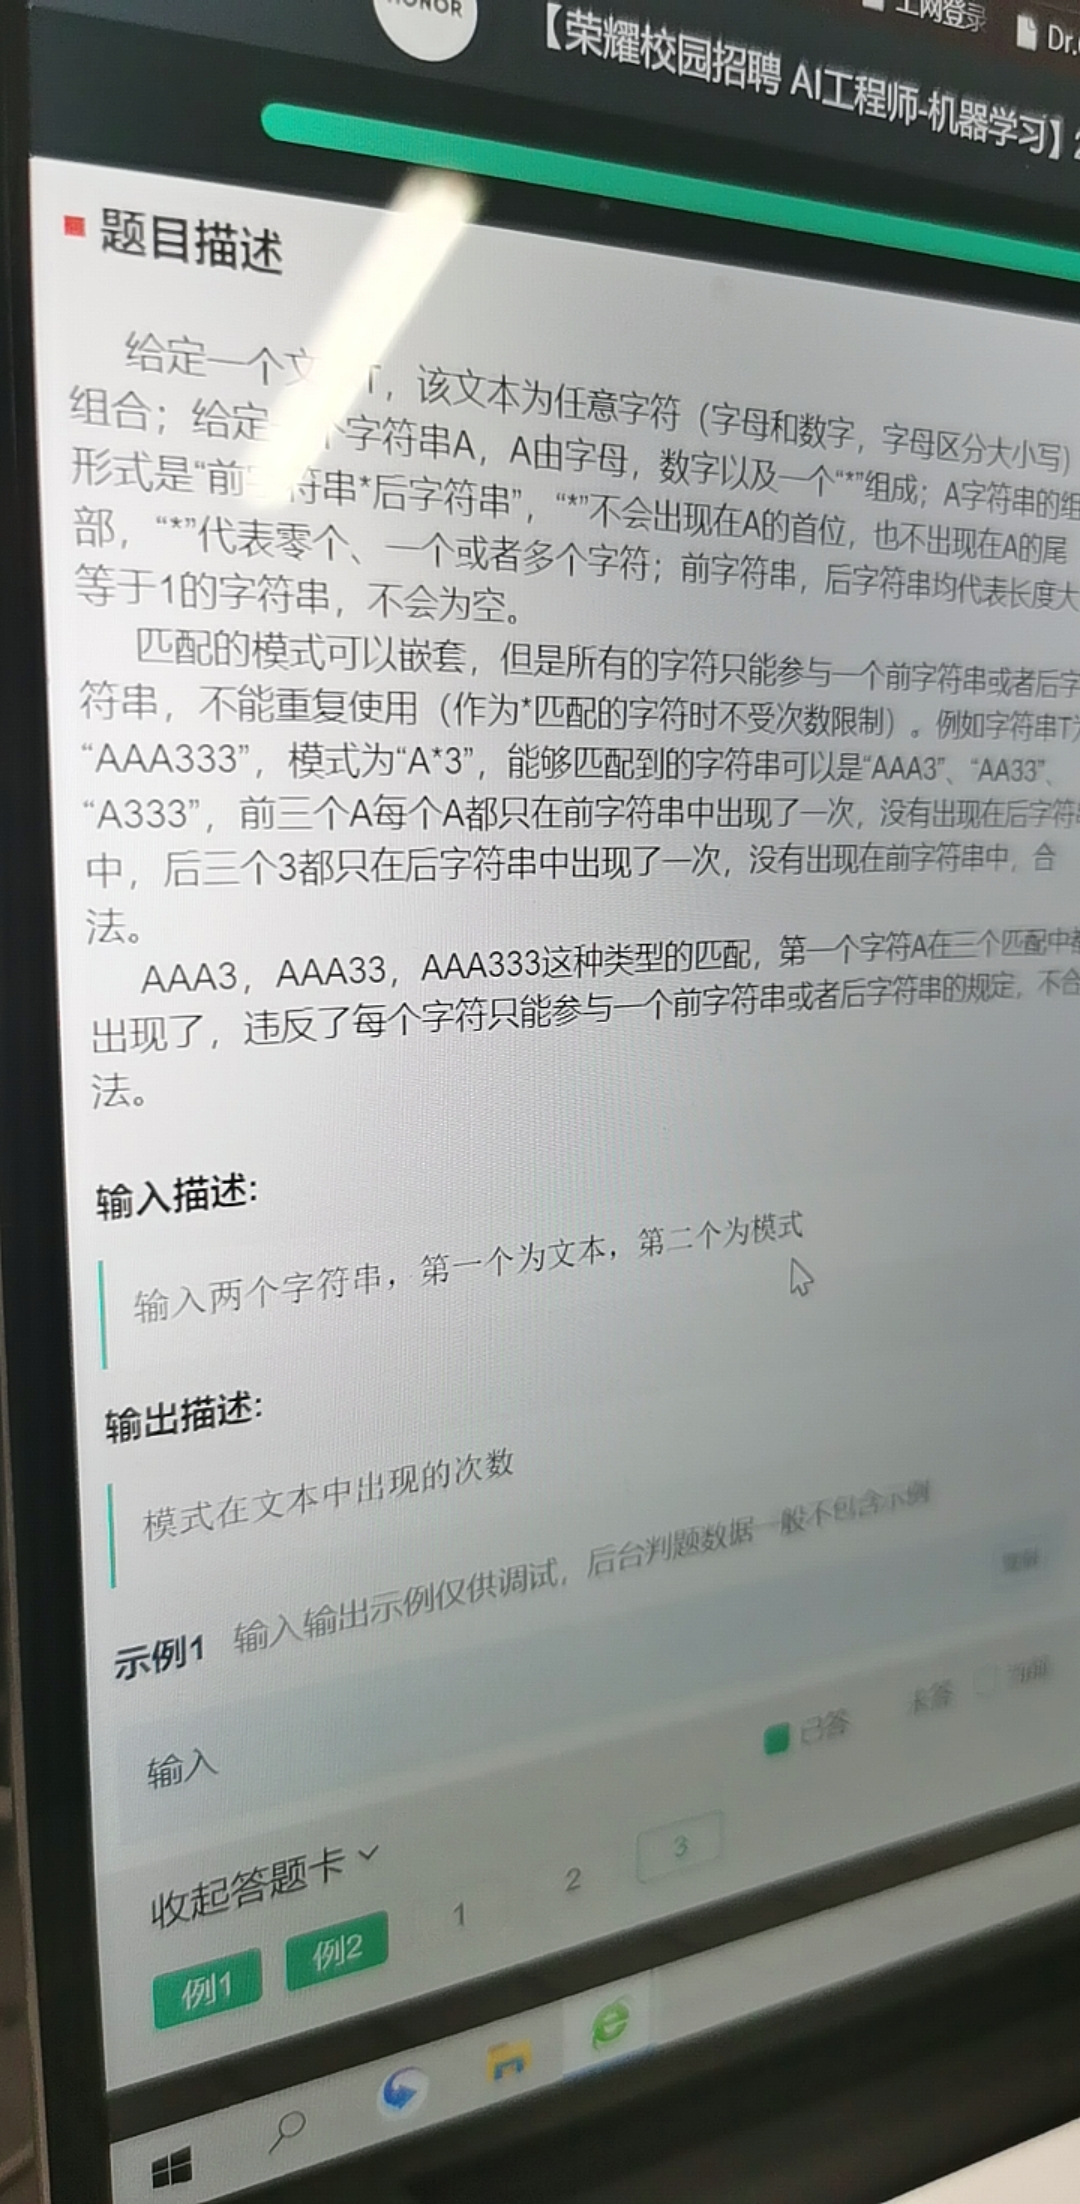 HONOR
上网登录
Dr.
【荣耀校园招聘 AI工程师-机器学习】
题目描述
给定一个文 T，该文本为任意字符（字母和数字，字母区分大小写）
组合；给定 个字符串A，A由字母，数字以及一个“*”组成；A字符串的组
形式是“前字符串*后字符串”，“*”不会出现在A的首位，也不出现在A的尾
部，“*”代表零个、一个或者多个字符；前字符串，后字符串均代表长度大
等于1的字符串，不会为空。
匹配的模式可以嵌套，但是所有的字符只能参与一个前字符串或者后字
符串，不能重复使用（作为*匹配的字符时不受次数限制）。例如字符串T为
“AAA333”，模式为“A*3”，能够匹配到的字符串可以是“AAA3”、“AA33”、
“A333”，前三个A每个A都只在前字符串中出现了一次，没有出现在后字符串
中，后三个3都只在后字符串中出现了一次，没有出现在前字符串中，合
法。
AAA3，AAA33，AAA333这种类型的匹配，第一个字符A在三个匹配中都
出现了，违反了每个字符只能参与一个前字符串或者后字符串的规定，不合
法。
输入描述:
输入两个字符串，第一个为文本，第二个为模式
输出描述:
模式在文本中出现的次数
示例1 输入输出示例仅供调试，后台判题数据一般不包含示例
输入
已答 未答 当前
收起答题卡
例1 例2 1 2 3